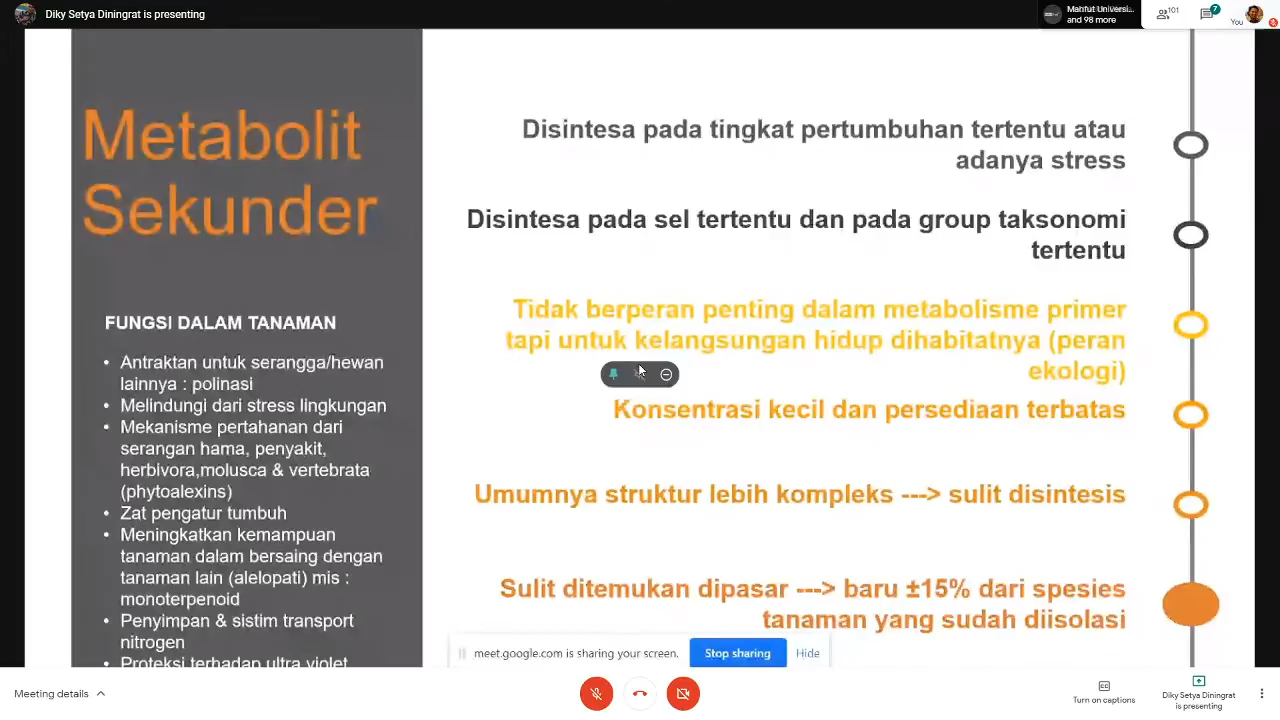 Diky Setya Diningrat is presenting
Mahfut Universi...
and 98 more
101
7
You
Metabolit
Sekunder
FUNGSI DALAM TANAMAN
• Antraktan untuk serangga/hewan
lainnya : polinasi
• Melindungi dari stress lingkungan
• Mekanisme pertahanan dari
serangan hama, penyakit,
herbivora,molusca & vertebrata
(phytoalexins)
• Zat pengatur tumbuh
• Meningkatkan kemampuan
tanaman dalam bersaing dengan
tanaman lain (alelopati) mis :
monoterpenoid
• Penyimpan & sistim transport
nitrogen
• Proteksi terhadap ultra violet
Disintesa pada tingkat pertumbuhan tertentu atau
adanya stress
Disintesa pada sel tertentu dan pada group taksonomi
tertentu
Tidak berperan penting dalam metabolisme primer
tapi untuk kelangsungan hidup dihabitatnya (peran
ekologi)
Konsentrasi kecil dan persediaan terbatas
Umumnya struktur lebih kompleks ---> sulit disintesis
Sulit ditemukan dipasar ---> baru ±15% dari spesies
tanaman yang sudah diisolasi
meet.google.com is sharing your screen.
Stop sharing
Hide
Meeting details
Turn on captions
Diky Setya Diningrat
is presenting